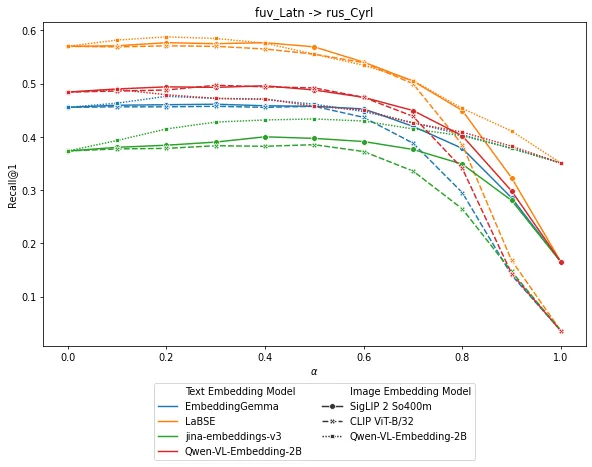 fuv_Latn -> rus_Cyrl
Recall@1
0.6
0.5
0.4
0.3
0.2
0.1
0.0 0.2 0.4 0.6 0.8 1.0
α
Text Embedding Model Image Embedding Model
EmbeddingGemma SigLIP 2 So400m
LaBSE CLIP ViT-B/32
jina-embeddings-v3 Qwen-VL-Embedding-2B
Qwen-VL-Embedding-2B